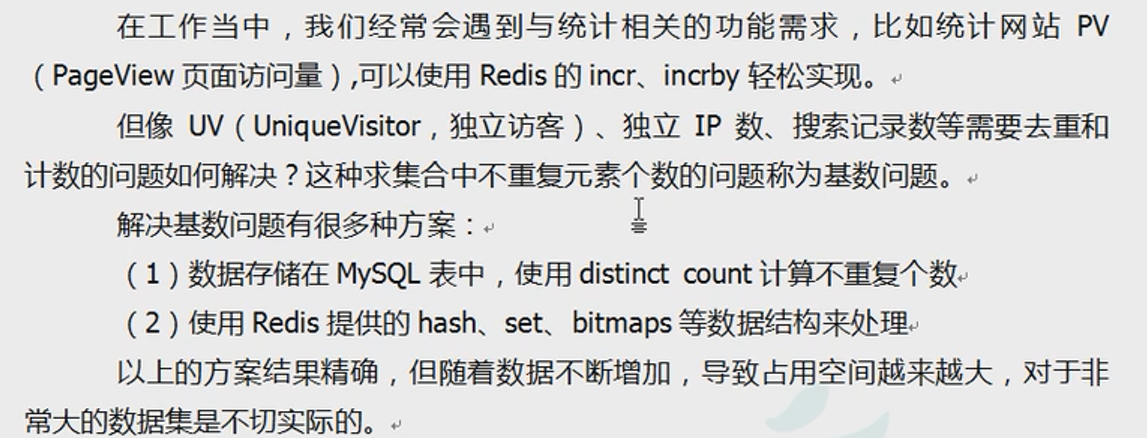 在工作当中，我们经常会遇到与统计相关的功能需求，比如统计网站 PV
（PageView 页面访问量）,可以使用 Redis 的 incr、incrby 轻松实现。
但像 UV（UniqueVisitor，独立访客）、独立 IP 数、搜索记录数等需要去重和
计数的问题如何解决？这种求集合中不重复元素个数的问题称为基数问题。
解决基数问题有很多种方案：
（1）数据存储在 MySQL 表中，使用 distinct count 计算不重复个数
（2）使用 Redis 提供的 hash、set、bitmaps 等数据结构来处理
以上的方案结果精确，但随着数据不断增加，导致占用空间越来越大，对于非
常大的数据集是不切实际的。